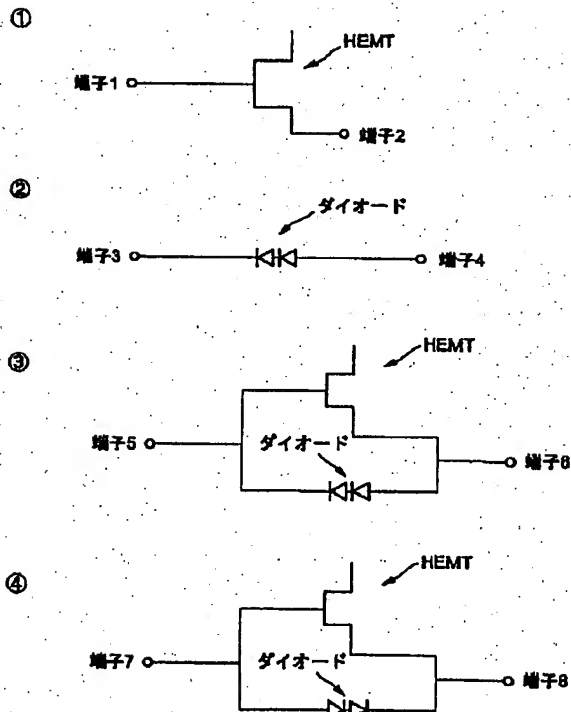 ①
HEMT
端子1
端子2
②
ダイオード
端子3
端子4
③
HEMT
端子5
ダイオード
端子6
④
HEMT
端子7
ダイオード
端子8